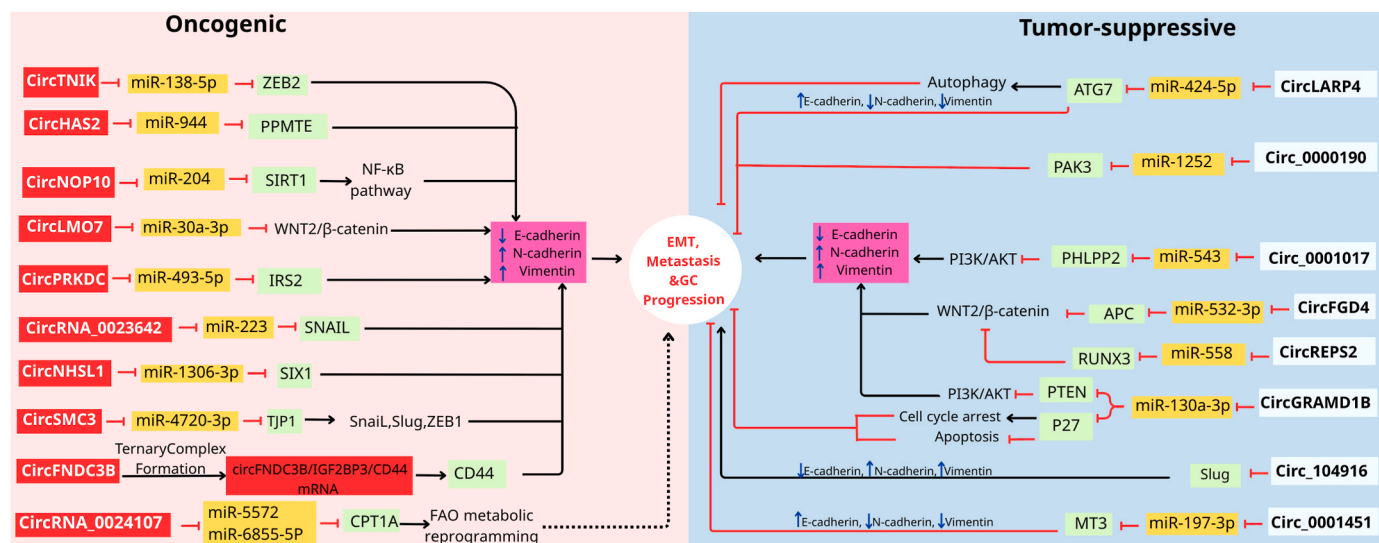 Oncogenic
CircTNIK miR-138-5p ZEB2
CircHAS2 miR-944 PPMTE
CircNOP10 miR-204 SIRT1 NF-κB
pathway
CircLMO7 miR-30a-3p WNT2/β-catenin
CircPRKDC miR-493-5p IRS2
CircRNA_0023642 miR-223 SNAIL
CircNHSL1 miR-1306-3p SIX1
CircSMC3 miR-4720-3p TJP1 SnaiL,Slug,ZEB1
TernaryComplex
Formation
CircFNDC3B circFNDC3B/IGF2BP3/CD44
mRNA
CD44
CircRNA_0024107 miR-5572
miR-6855-5P
CPT1A FAO metabolic
reprogramming
↓ E-cadherin
↑ N-cadherin
↑ Vimentin
EMT,
Metastasis
&GC
Progression
Tumor-suppressive
Autophagy ATG7 miR-424-5p CircLARP4
↑E-cadherin, ↓N-cadherin, ↓Vimentin
PAK3 miR-1252 Circ_0000190
↓ E-cadherin
↑ N-cadherin
↑ Vimentin
PI3K/AKT PHLPP2 miR-543 Circ_0001017
WNT2/β-catenin APC miR-532-3p CircFGD4
RUNX3 miR-558 CircREPS2
PI3K/AKT PTEN miR-130a-3p CircGRAMD1B
Cell cycle arrest P27
Apoptosis
↓E-cadherin, ↑N-cadherin, ↑Vimentin
Slug Circ_104916
↑E-cadherin, ↓N-cadherin, ↓Vimentin
MT3 miR-197-3p Circ_0001451